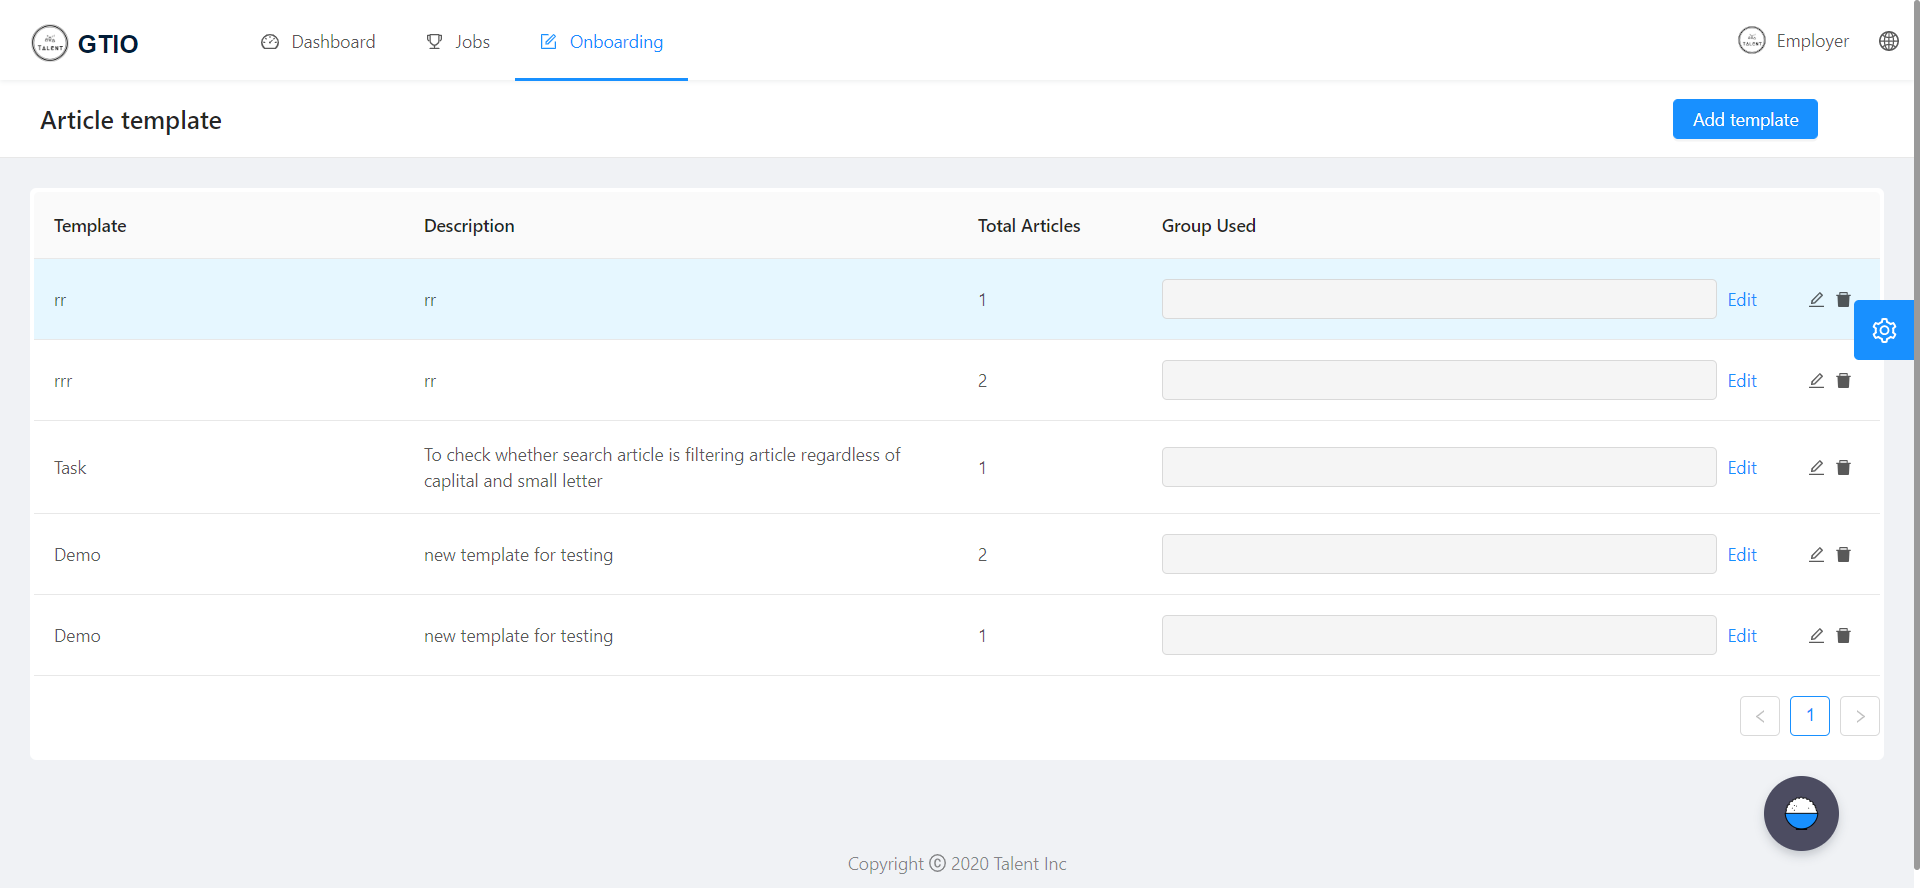 TALENT
GTIO
Dashboard
Jobs
Onboarding
TALENT
Employer
Article template
Add template
Template
Description
Total Articles
Group Used
rr
rr
1
Edit
rrr
rr
2
Edit
Task
To check whether search article is filtering article regardless of
caplital and small letter
1
Edit
Demo
new template for testing
2
Edit
Demo
new template for testing
1
Edit
<
1
>
Copyright © 2020 Talent Inc